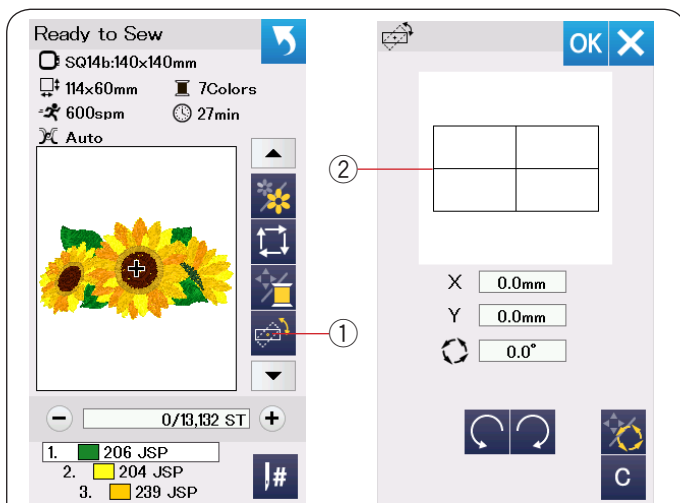 Ready to Sew
SQ14b:140x140mm
114x60mm 7Colors
600spm 27min
Auto
0/13,132 ST
1. 206 JSP
2. 204 JSP
3. 239 JSP
#
①
OK
②
X 0.0mm
Y 0.0mm
0.0°
C